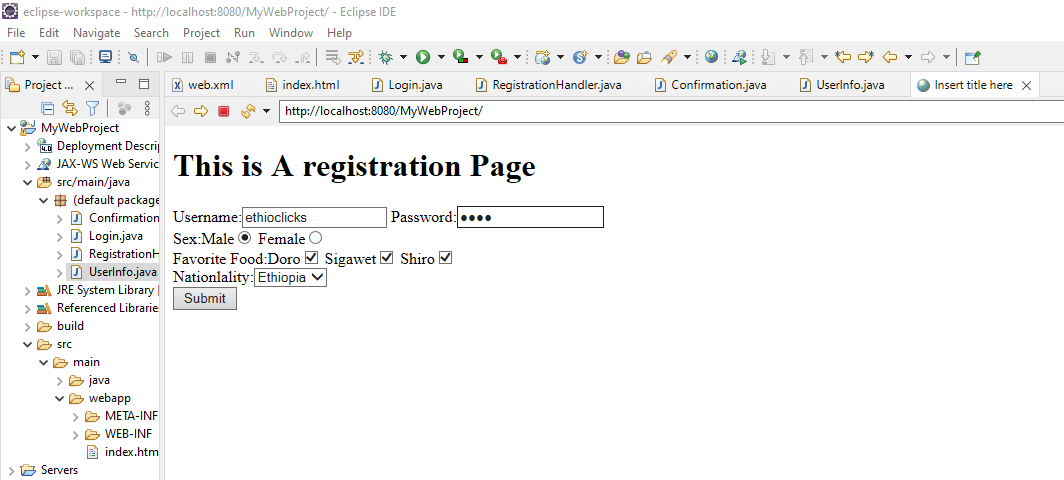 eclipse-workspace - http://localhost:8080/MyWebProject/ - Eclipse IDE
File Edit Navigate Search Project Run Window Help
Project ...
web.xml index.html Login.java RegistrationHandler.java Confirmation.java UserInfo.java Insert title here
http://localhost:8080/MyWebProject/
MyWebProject
4.0 Deployment Descrip
JAX-WS Web Servic
src/main/java
(default package
Confirmation
Login.java
RegistrationH
UserInfo.java
JRE System Library [
Referenced Libraries
build
src
main
java
webapp
META-INF
WEB-INF
index.htm
Servers
This is A registration Page
Username: ethioclicks Password: ●●●●
Sex:Male Female
Favorite Food:Doro Sigawet Shiro
Nationlality: Ethiopia
Submit